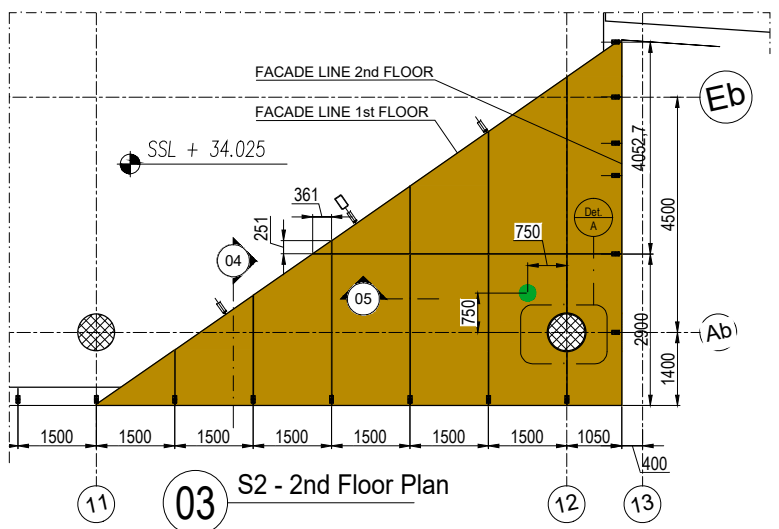 FACADE LINE 2nd FLOOR
FACADE LINE 1st FLOOR
Eb
SSL + 34.025
4052,7
4500
361
251
Det.
A
750
04
05
750
Ab
2900
1400
1500
1500
1500
1500
1500
1500
1500
1050
400
11
03
S2 - 2nd Floor Plan
12
13